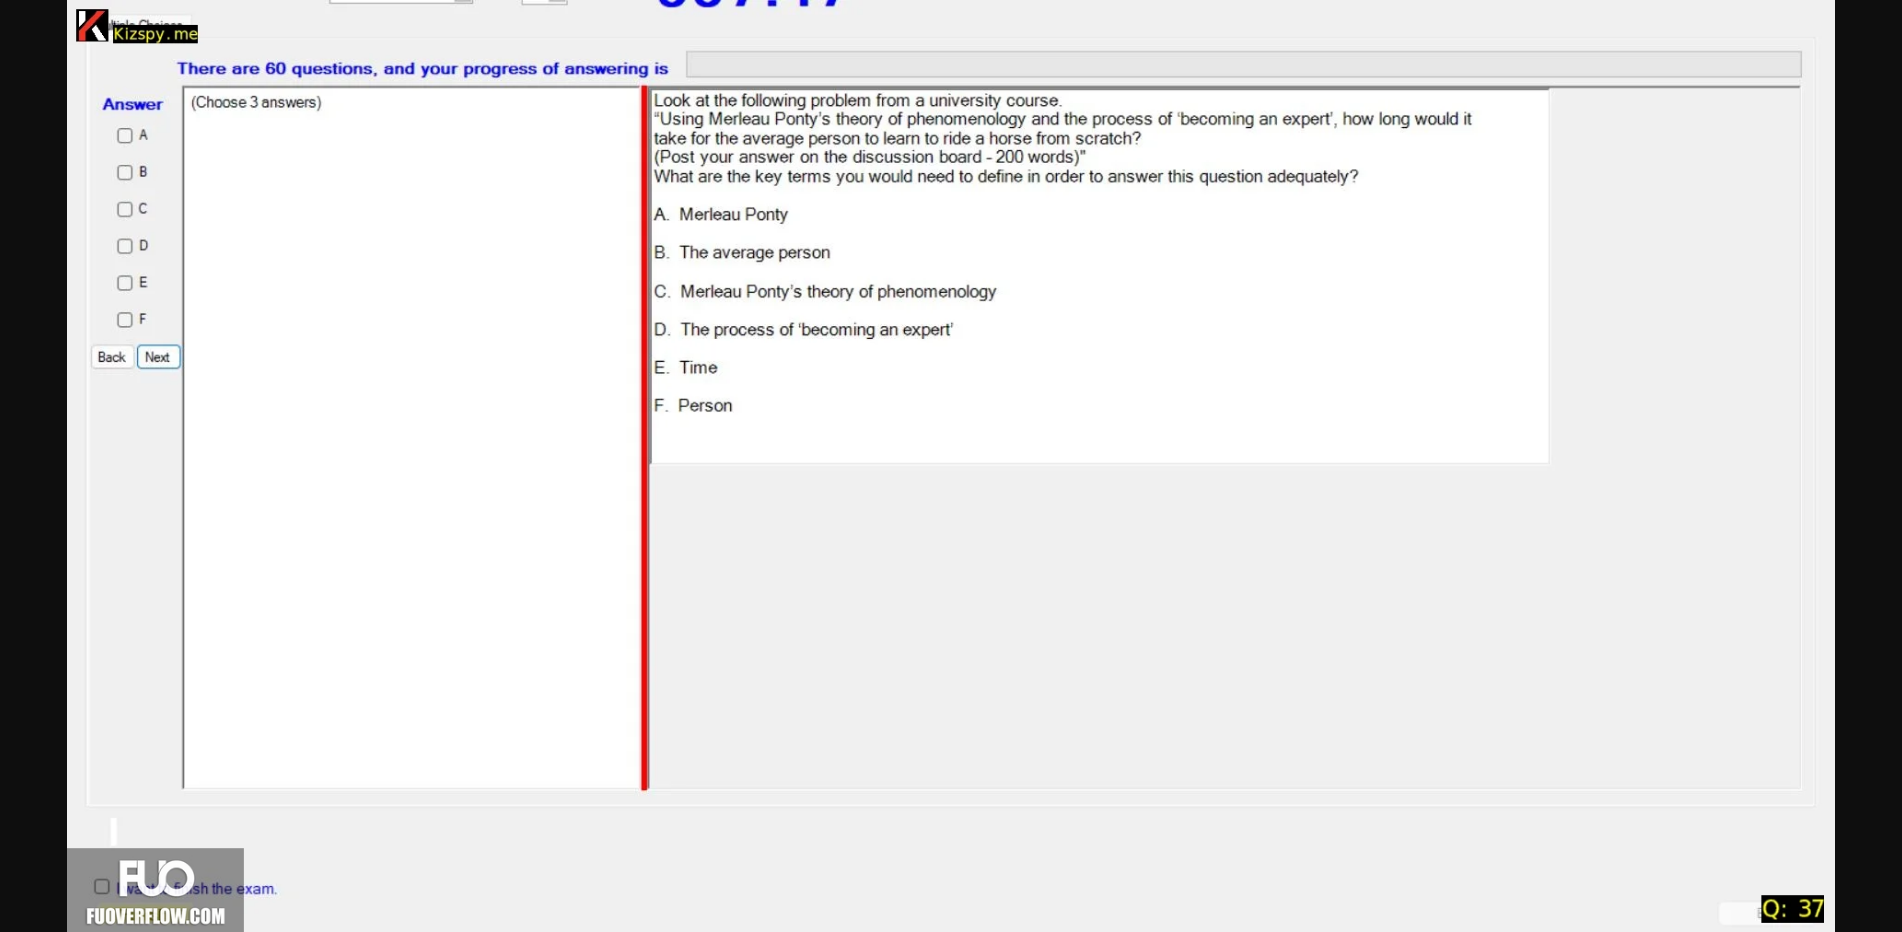 Kizspy.me
There are 60 questions, and your progress of answering is
Answer
(Choose 3 answers)
A
B
C
D
E
F
Back
Next
Look at the following problem from a university course.
“Using Merleau Ponty’s theory of phenomenology and the process of ‘becoming an expert’, how long would it
take for the average person to learn to ride a horse from scratch?
(Post your answer on the discussion board - 200 words)”
What are the key terms you would need to define in order to answer this question adequately?
A. Merleau Ponty
B. The average person
C. Merleau Ponty’s theory of phenomenology
D. The process of ‘becoming an expert’
E. Time
F. Person
FUO
the exam.
FUOVERFLOW.COM
Q: 37